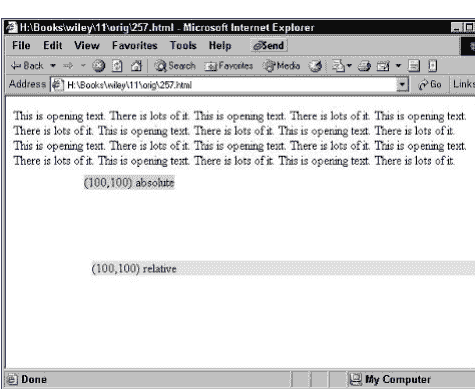 H:\Books\wiley\11\orig\257.html - Microsoft Internet Explorer
File Edit View Favorites Tools Help Send
Back Search Favorites Media
Address H:\Books\wiley\11\orig\257.html Go Links
This is opening text. There is lots of it. This is opening text. There is lots of it. This is opening text.
There is lots of it. This is opening text. There is lots of it. This is opening text. There is lots of it.
This is opening text. There is lots of it. This is opening text. There is lots of it. This is opening text.
There is lots of it. This is opening text. There is lots of it. This is opening text. There is lots of it.
(100,100) absolute
(100,100) relative
Done My Computer